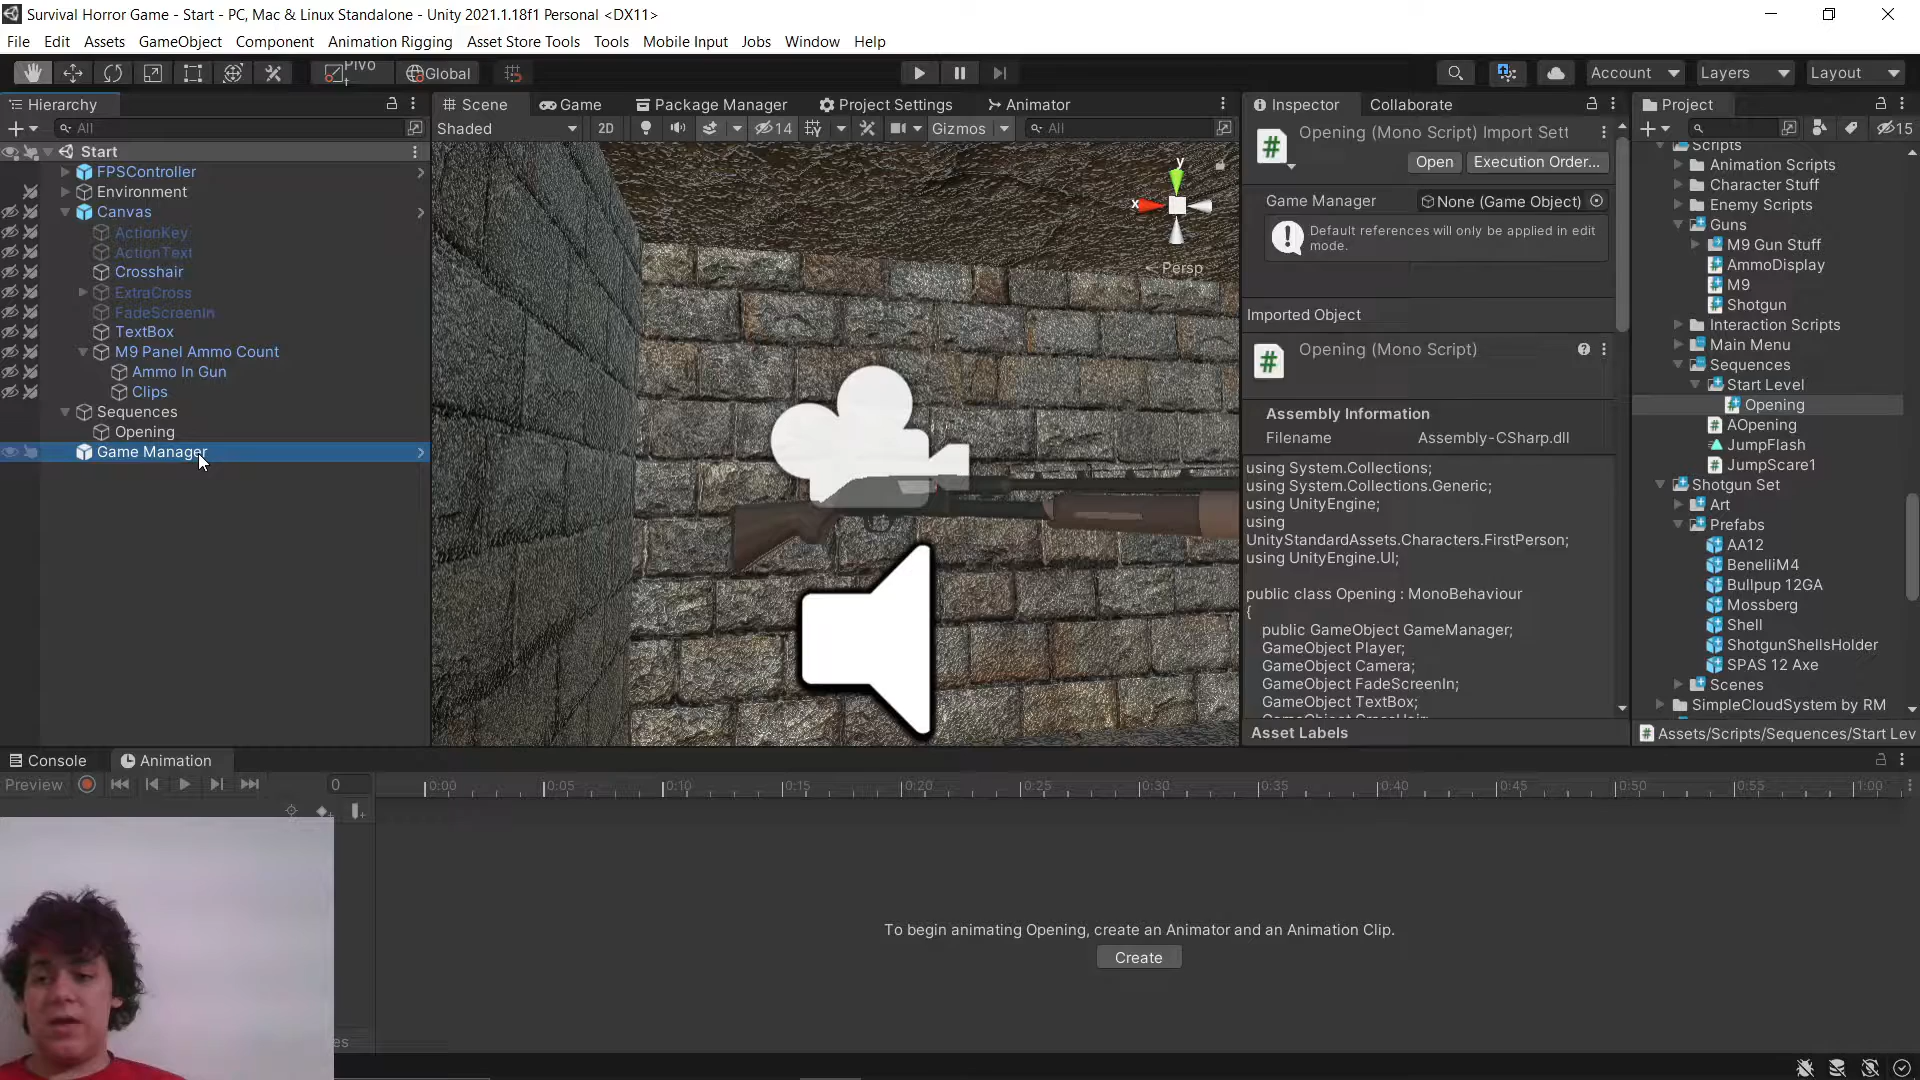 Survival Horror Game - Start - PC, Mac & Linux Standalone - Unity 2021.1.18f1 Personal <DX11>
File Edit Assets GameObject Component Animation Rigging Asset Store Tools Tools Mobile Input Jobs Window Help
Pivot Global Account Layers Layout
Hierarchy
All
Start
FPSController
Environment
Canvas
ActionKey
ActionText
Crosshair
ExtraCross
FadeScreenIn
TextBox
M9 Panel Ammo Count
Ammo In Gun
Clips
Sequences
Opening
Game Manager
Scene Game Package Manager Project Settings Animator
Shaded 2D 14 Gizmos All
y
x
Persp
Inspector Collaborate
Opening (Mono Script) Import Sett
Open Execution Order...
Game Manager None (Game Object)
Default references will only be applied in edit
mode.
Imported Object
Opening (Mono Script)
Assembly Information
Filename Assembly-CSharp.dll
using System.Collections;
using System.Collections.Generic;
using UnityEngine;
using
UnityStandardAssets.Characters.FirstPerson;
using UnityEngine.UI;
public class Opening : MonoBehaviour
{
public GameObject GameManager;
GameObject Player;
GameObject Camera;
GameObject FadeScreenIn;
GameObject TextBox;
Asset Labels
Project
15
Scripts
Animation Scripts
Character Stuff
Enemy Scripts
Guns
M9 Gun Stuff
AmmoDisplay
M9
Shotgun
Interaction Scripts
Main Menu
Sequences
Start Level
Opening
AOpening
JumpFlash
JumpScare1
Shotgun Set
Art
Prefabs
AA12
BenelliM4
Bullpup 12GA
Mossberg
Shell
ShotgunShellsHolder
SPAS 12 Axe
Scenes
SimpleCloudSystem by RM
Assets/Scripts/Sequences/Start Lev
Console Animation
Preview 0 0:00 0:05 0:10 0:15 0:20 0:25 0:30 0:35 0:40 0:45 0:50 0:55 1:00
To begin animating Opening, create an Animator and an Animation Clip.
Create
es